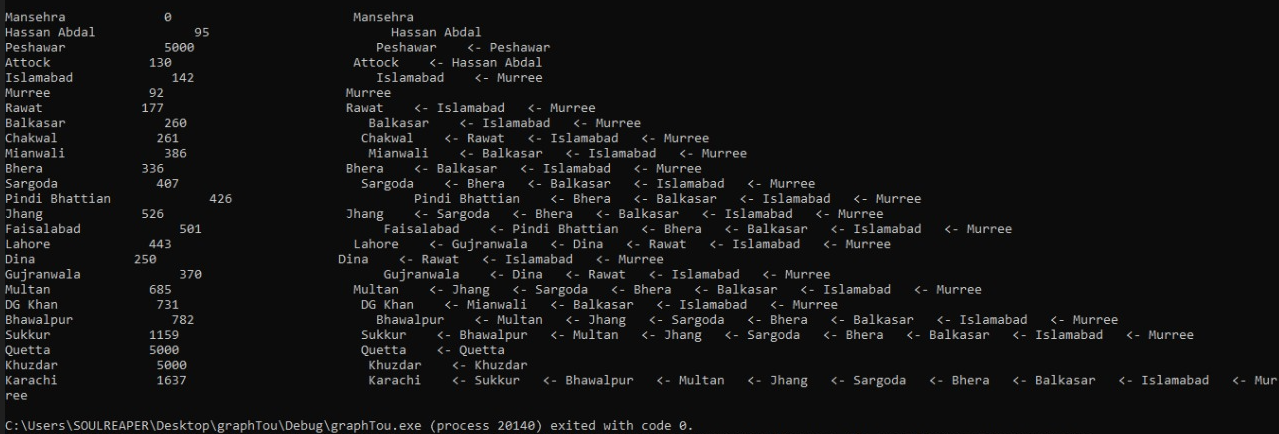 Mansehra 0 Mansehra
Hassan Abdal 95 Hassan Abdal
Peshawar 5000 Peshawar <- Peshawar
Attock 130 Attock <- Hassan Abdal
Islamabad 142 Islamabad <- Murree
Murree 92 Murree
Rawat 177 Rawat <- Islamabad <- Murree
Balkasar 260 Balkasar <- Islamabad <- Murree
Chakwal 261 Chakwal <- Rawat <- Islamabad <- Murree
Mianwali 386 Mianwali <- Balkasar <- Islamabad <- Murree
Bhera 336 Bhera <- Balkasar <- Islamabad <- Murree
Sargoda 407 Sargoda <- Bhera <- Balkasar <- Islamabad <- Murree
Pindi Bhattian 426 Pindi Bhattian <- Bhera <- Balkasar <- Islamabad <- Murree
Jhang 526 Jhang <- Sargoda <- Bhera <- Balkasar <- Islamabad <- Murree
Faisalabad 501 Faisalabad <- Pindi Bhattian <- Bhera <- Balkasar <- Islamabad <- Murree
Lahore 443 Lahore <- Gujranwala <- Dina <- Rawat <- Islamabad <- Murree
Dina 250 Dina <- Rawat <- Islamabad <- Murree
Gujranwala 370 Gujranwala <- Dina <- Rawat <- Islamabad <- Murree
Multan 685 Multan <- Jhang <- Sargoda <- Bhera <- Balkasar <- Islamabad <- Murree
DG Khan 731 DG Khan <- Mianwali <- Balkasar <- Islamabad <- Murree
Bhawalpur 782 Bhawalpur <- Multan <- Jhang <- Sargoda <- Bhera <- Balkasar <- Islamabad <- Murree
Sukkur 1159 Sukkur <- Bhawalpur <- Multan <- Jhang <- Sargoda <- Bhera <- Balkasar <- Islamabad <- Murree
Quetta 5000 Quetta <- Quetta
Khuzdar 5000 Khuzdar <- Khuzdar
Karachi 1637 Karachi <- Sukkur <- Bhawalpur <- Multan <- Jhang <- Sargoda <- Bhera <- Balkasar <- Islamabad <- Mur
ree
C:\Users\SOULREAPER\Desktop\graphTou\Debug\graphTou.exe (process 20140) exited with code 0.